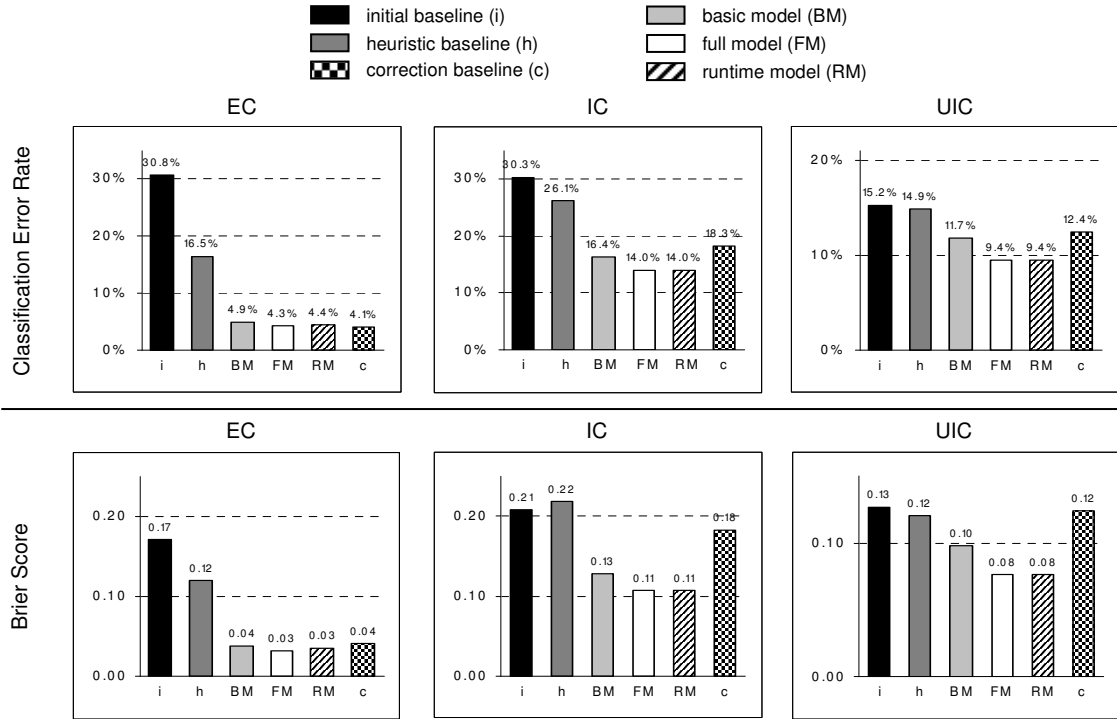 initial baseline (i)
heuristic baseline (h)
correction baseline (c)
basic model (BM)
full model (FM)
runtime model (RM)
Classification Error Rate
EC
30.8%
30%
20%
16.5%
10%
4.9% 4.3% 4.4% 4.1%
0%
i h BM FM RM c
IC
30.3%
30%
26.1%
20%
16.4% 14.0% 14.0% 18.3%
10%
0%
i h BM FM RM c
UIC
20%
15.2% 14.9% 11.7% 9.4% 9.4% 12.4%
10%
0%
i h BM FM RM c
Brier Score
EC
0.20
0.17
0.12
0.10
0.04 0.03 0.03 0.04
0.00
i h BM FM RM c
IC
0.21 0.22
0.20
0.13 0.11 0.11 0.18
0.10
0.00
i h BM FM RM c
UIC
0.13 0.12 0.10 0.08 0.08 0.12
0.10
0.00
i h BM FM RM c